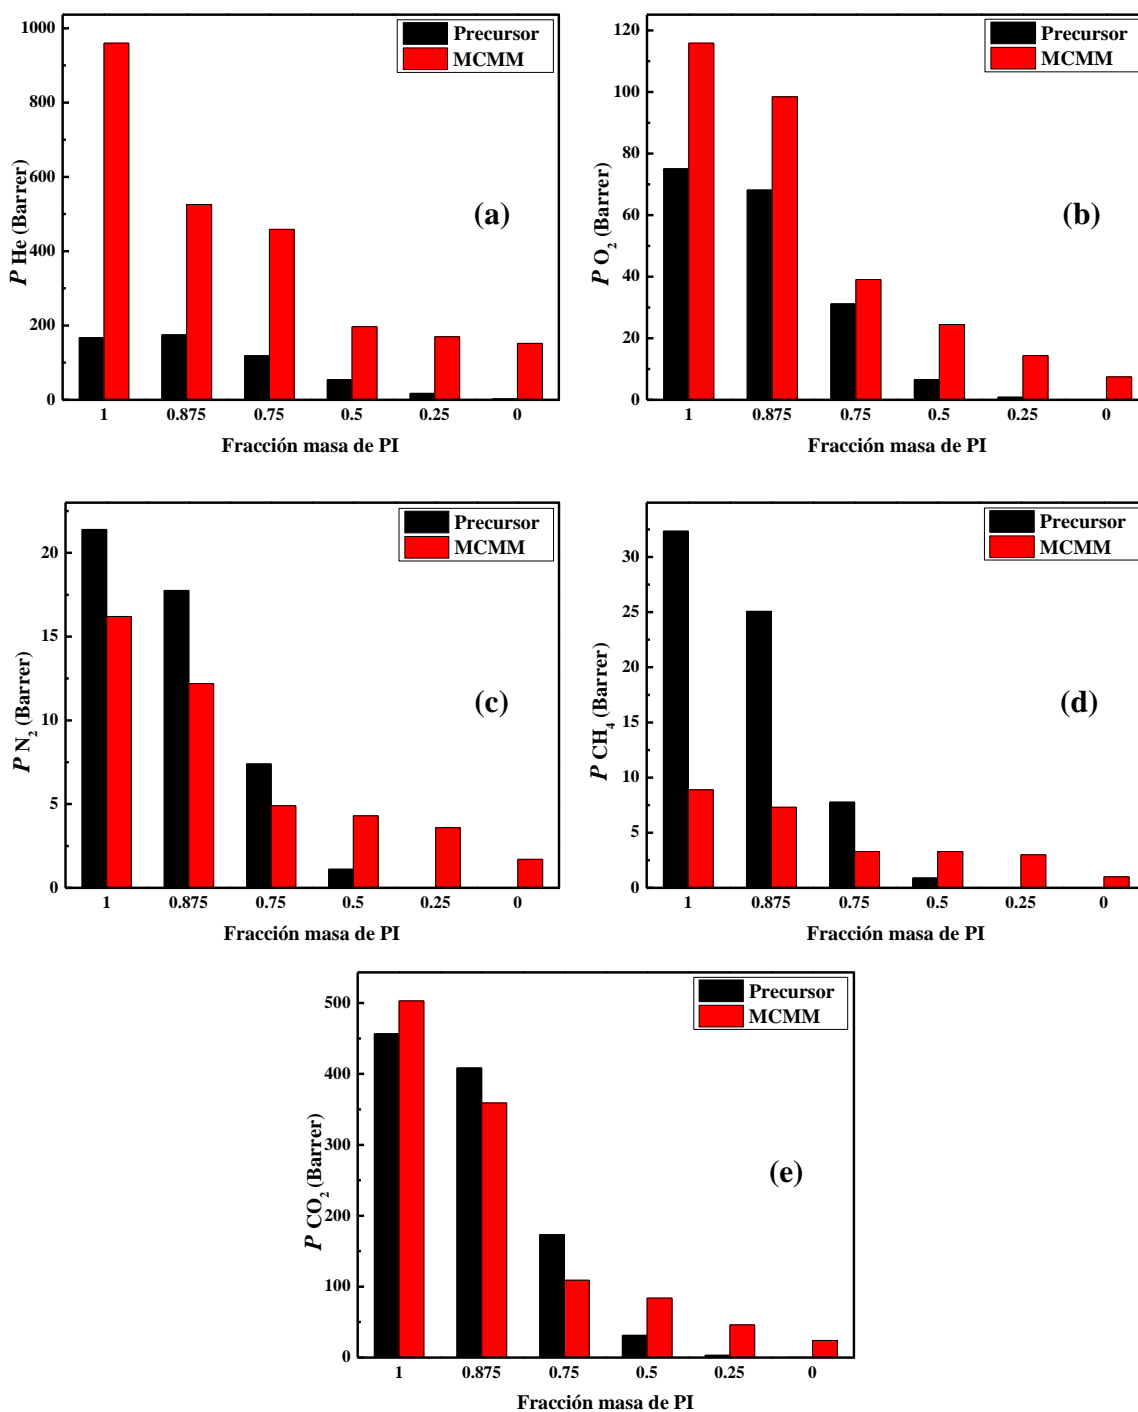 1000
800
600
400
200
0
P He (Barrer)
Precursor
MCMM
(a)
1 0.875 0.75 0.5 0.25 0
Fracción masa de PI
120
100
80
60
40
20
0
P O2 (Barrer)
Precursor
MCMM
(b)
1 0.875 0.75 0.5 0.25 0
Fracción masa de PI
20
15
10
5
0
P N2 (Barrer)
Precursor
MCMM
(c)
1 0.875 0.75 0.5 0.25 0
Fracción masa de PI
30
25
20
15
10
5
0
P CH4 (Barrer)
Precursor
MCMM
(d)
1 0.875 0.75 0.5 0.25 0
Fracción masa de PI
500
400
300
200
100
0
P CO2 (Barrer)
Precursor
MCMM
(e)
1 0.875 0.75 0.5 0.25 0
Fracción masa de PI